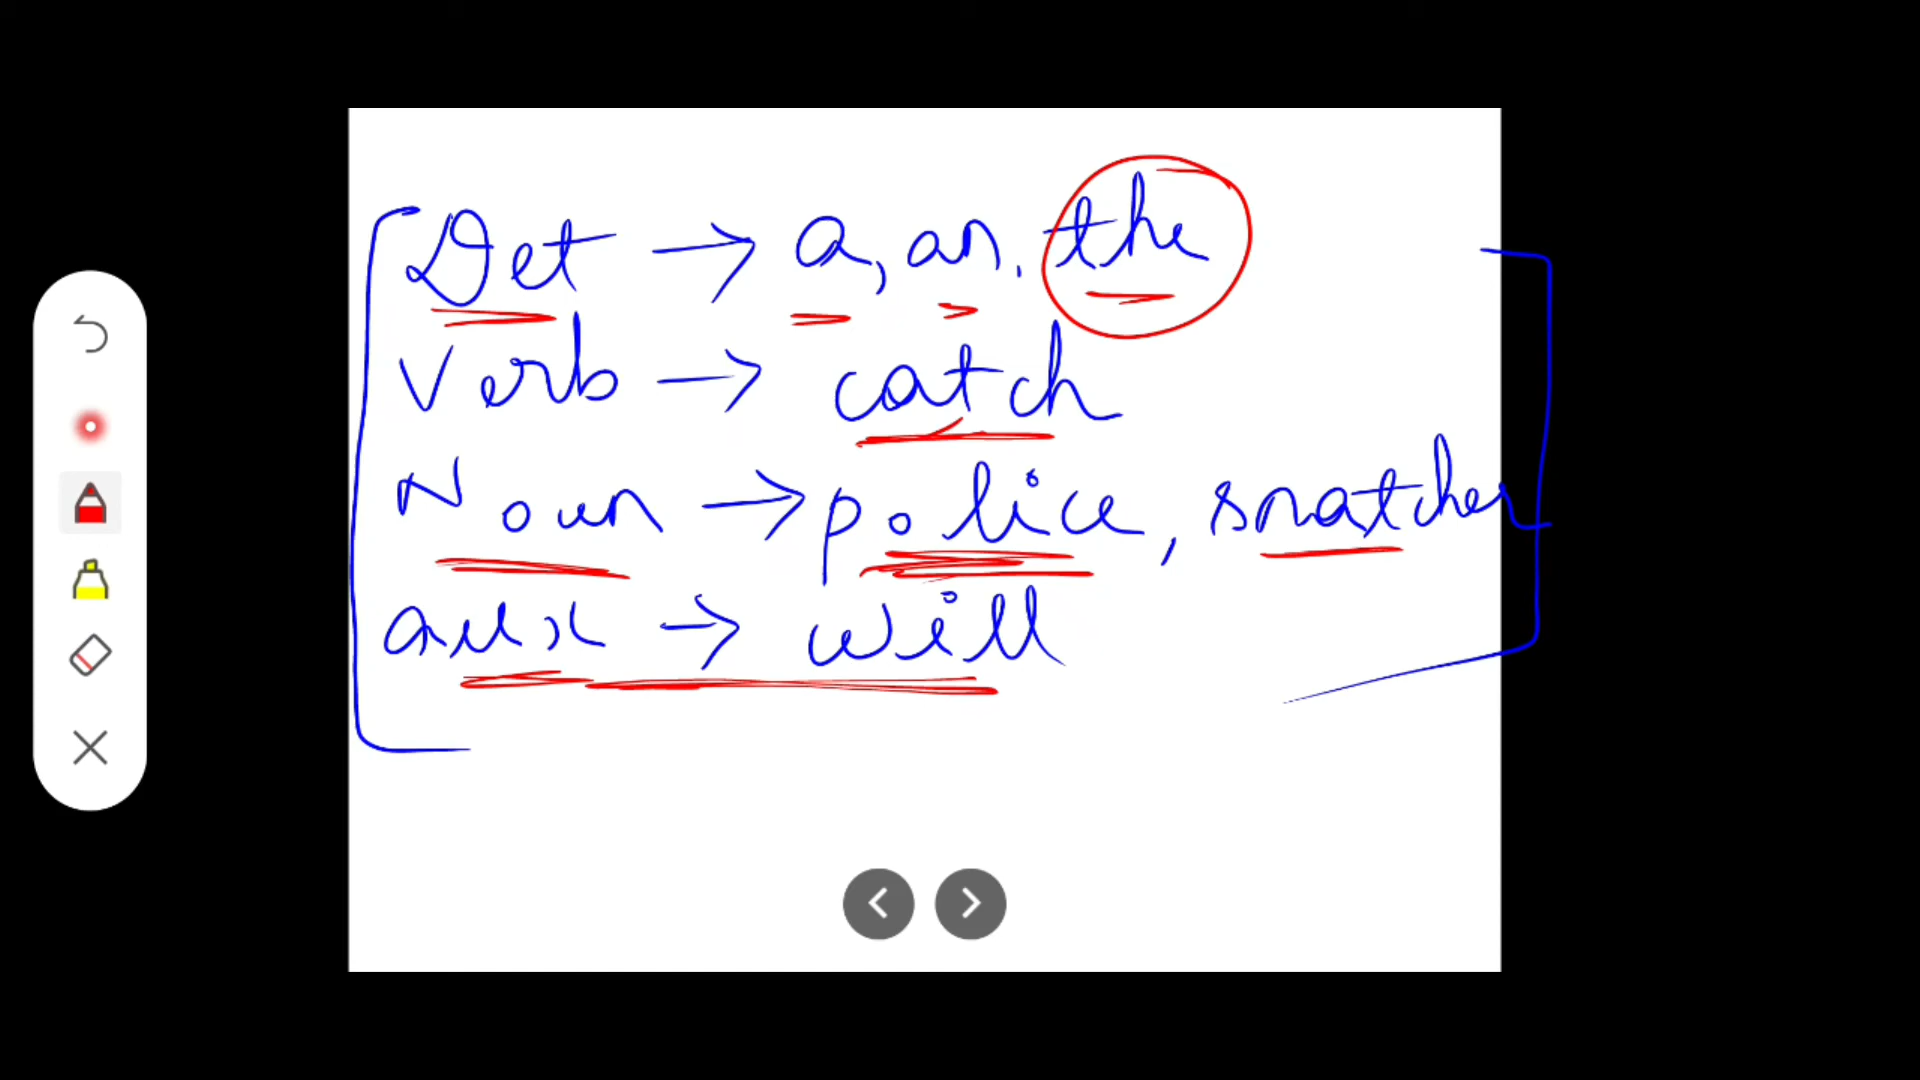 Det → a, an, the
Verb → catch
Noun → police, snatcher
aux → will